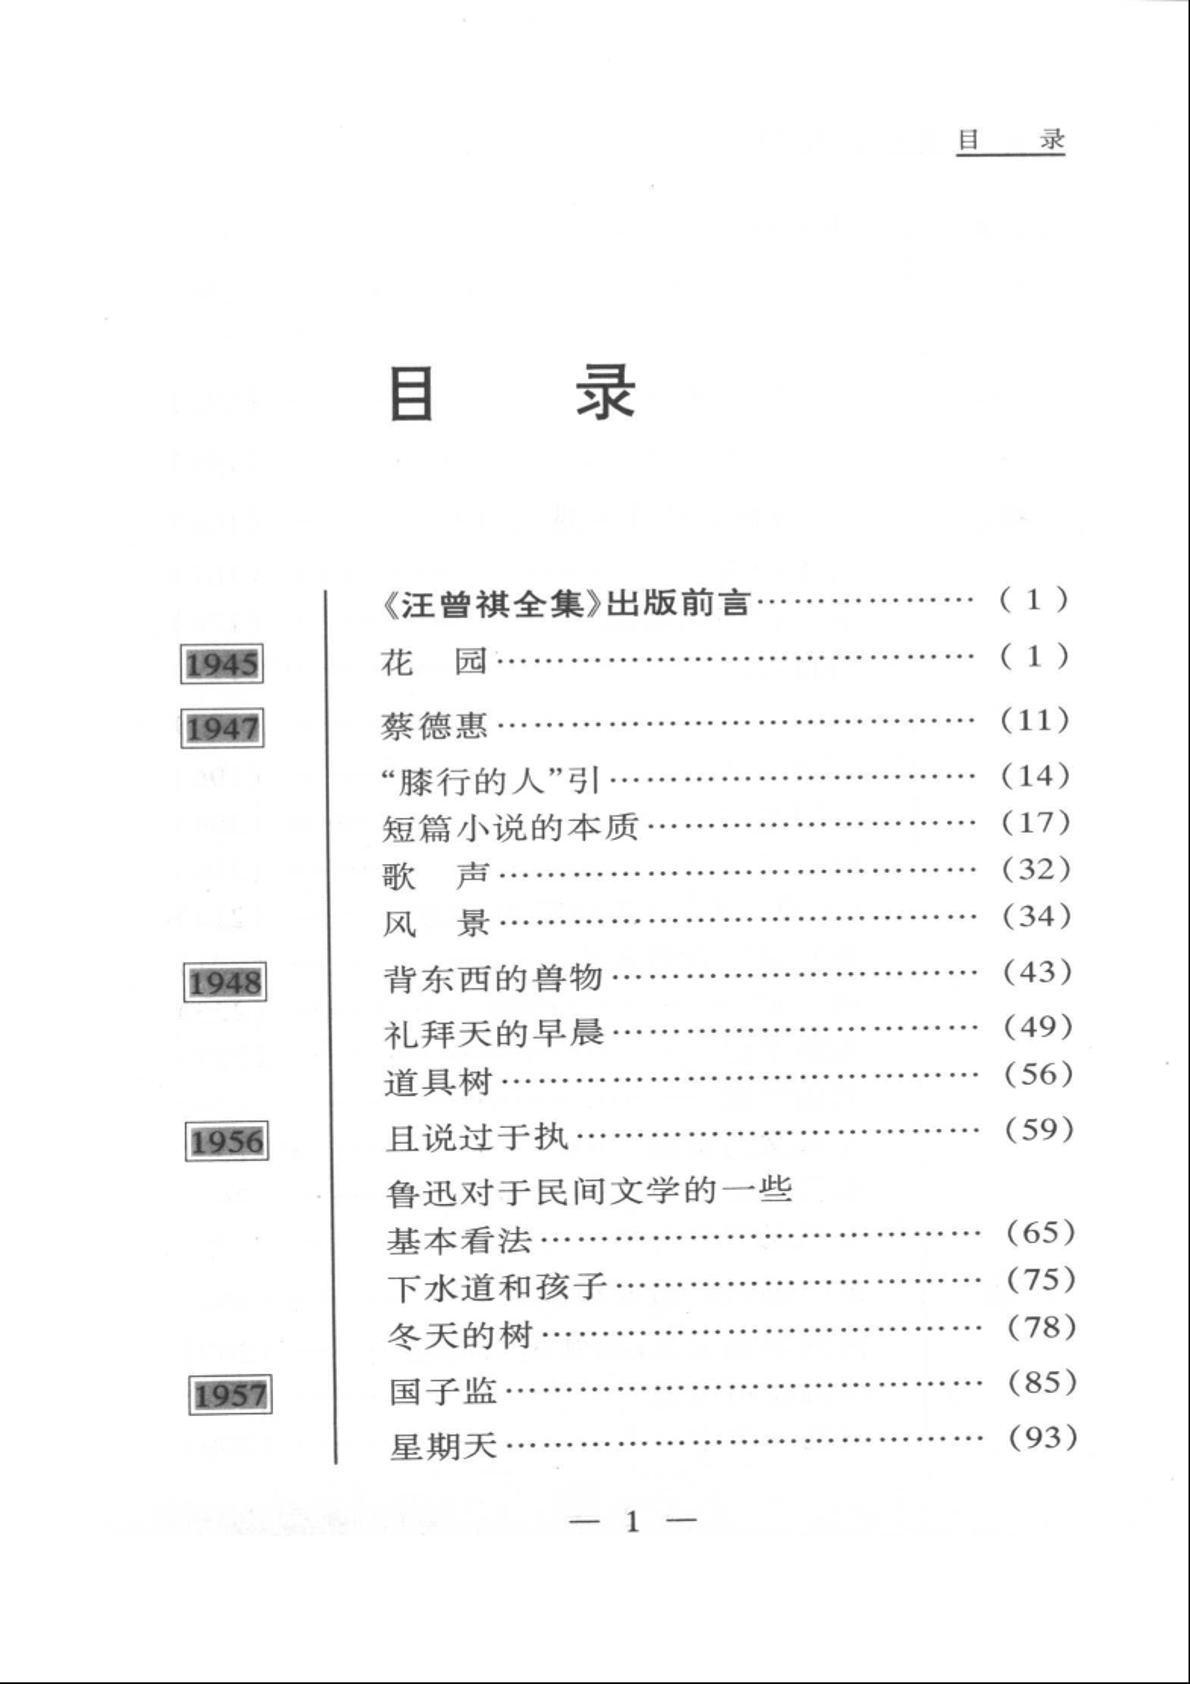 目　录
目　录
《汪曾祺全集》出版前言………………（1）
1945 花　园…………………………………（1）
1947 蔡德惠…………………………………（11）
“膝行的人”引…………………………（14）
短篇小说的本质………………………（17）
歌　声…………………………………（32）
风　景…………………………………（34）
1948 背东西的兽物…………………………（43）
礼拜天的早晨…………………………（49）
道具树…………………………………（56）
1956 且说过于执……………………………（59）
鲁迅对于民间文学的一些
基本看法………………………………（65）
下水道和孩子…………………………（75）
冬天的树………………………………（78）
1957 国子监…………………………………（85）
星期天…………………………………（93）
— 1 —